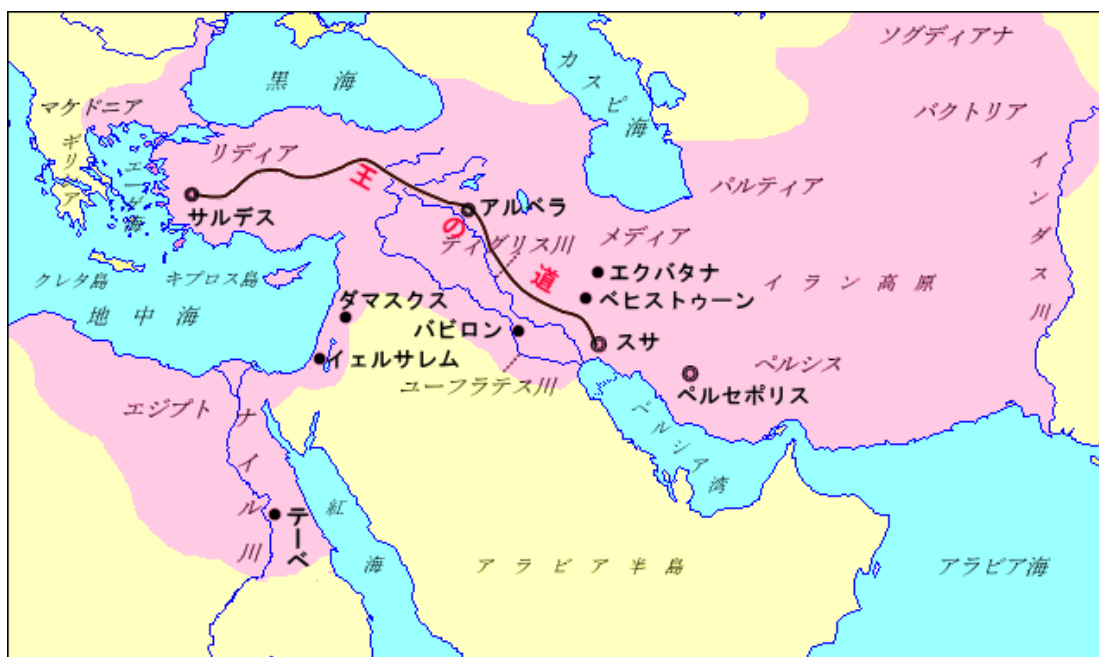 ソグディアナ
カスピ海
黒海
マケドニア
バクトリア
ギリシア
エーゲ海
リディア
王の道
インダス川
パルティア
サルデス
アルベラ
ティグリス川
メディア
エクバタナ
イラン高原
クレタ島
キプロス島
ベヒストゥーン
地中海
ダマスクス
バビロン
スサ
イェルサレム
ペルシス
ユーフラテス川
ペルセポリス
エジプト
ナイル川
ペルシア湾
テーベ
紅海
アラビア半島
アラビア海